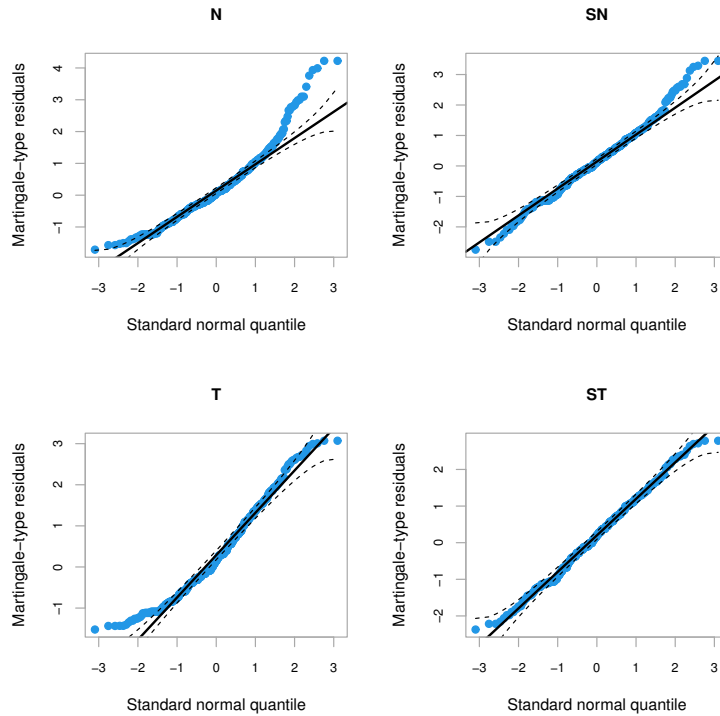 N
Martingale−type residuals
4
3
2
1
0
−1
−3 −2 −1 0 1 2 3
Standard normal quantile
SN
Martingale−type residuals
3
2
1
0
−1
−2
−3 −2 −1 0 1 2 3
Standard normal quantile
T
Martingale−type residuals
3
2
1
0
−1
−3 −2 −1 0 1 2 3
Standard normal quantile
ST
Martingale−type residuals
2
1
0
−1
−2
−3 −2 −1 0 1 2 3
Standard normal quantile